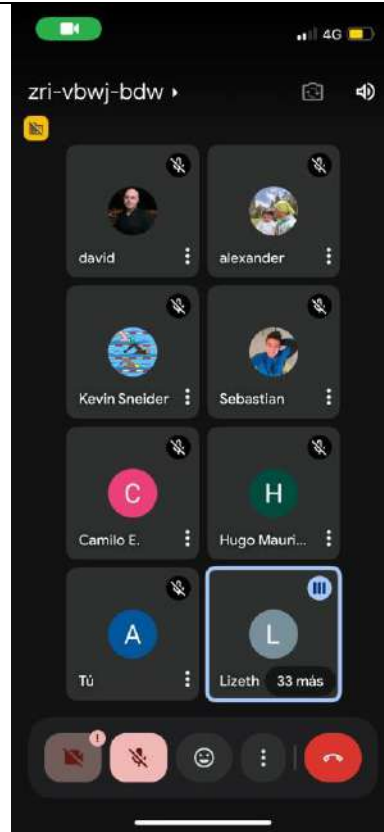 4G
zri-vbwj-bdw
david
alexander
Kevin Sneider
Sebastian
C
H
Camilo E.
Hugo Mauri...
A
L
Tú
Lizeth
33 más
!